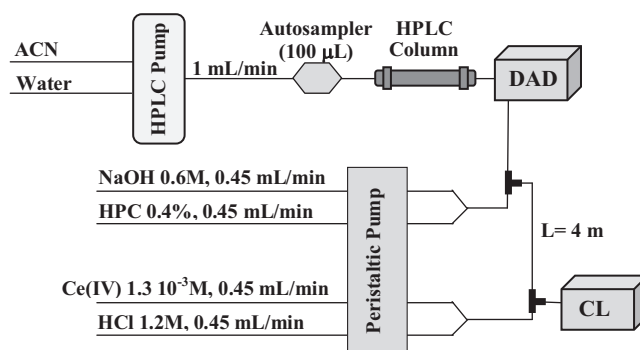 ACN
Water
HPLC Pump
1 mL/min
Autosampler
(100 µL)
HPLC
Column
DAD
NaOH 0.6M, 0.45 mL/min
HPC 0.4%, 0.45 mL/min
Peristaltic Pump
L= 4 m
Ce(IV) 1.3 10⁻³M, 0.45 mL/min
HCl 1.2M, 0.45 mL/min
CL